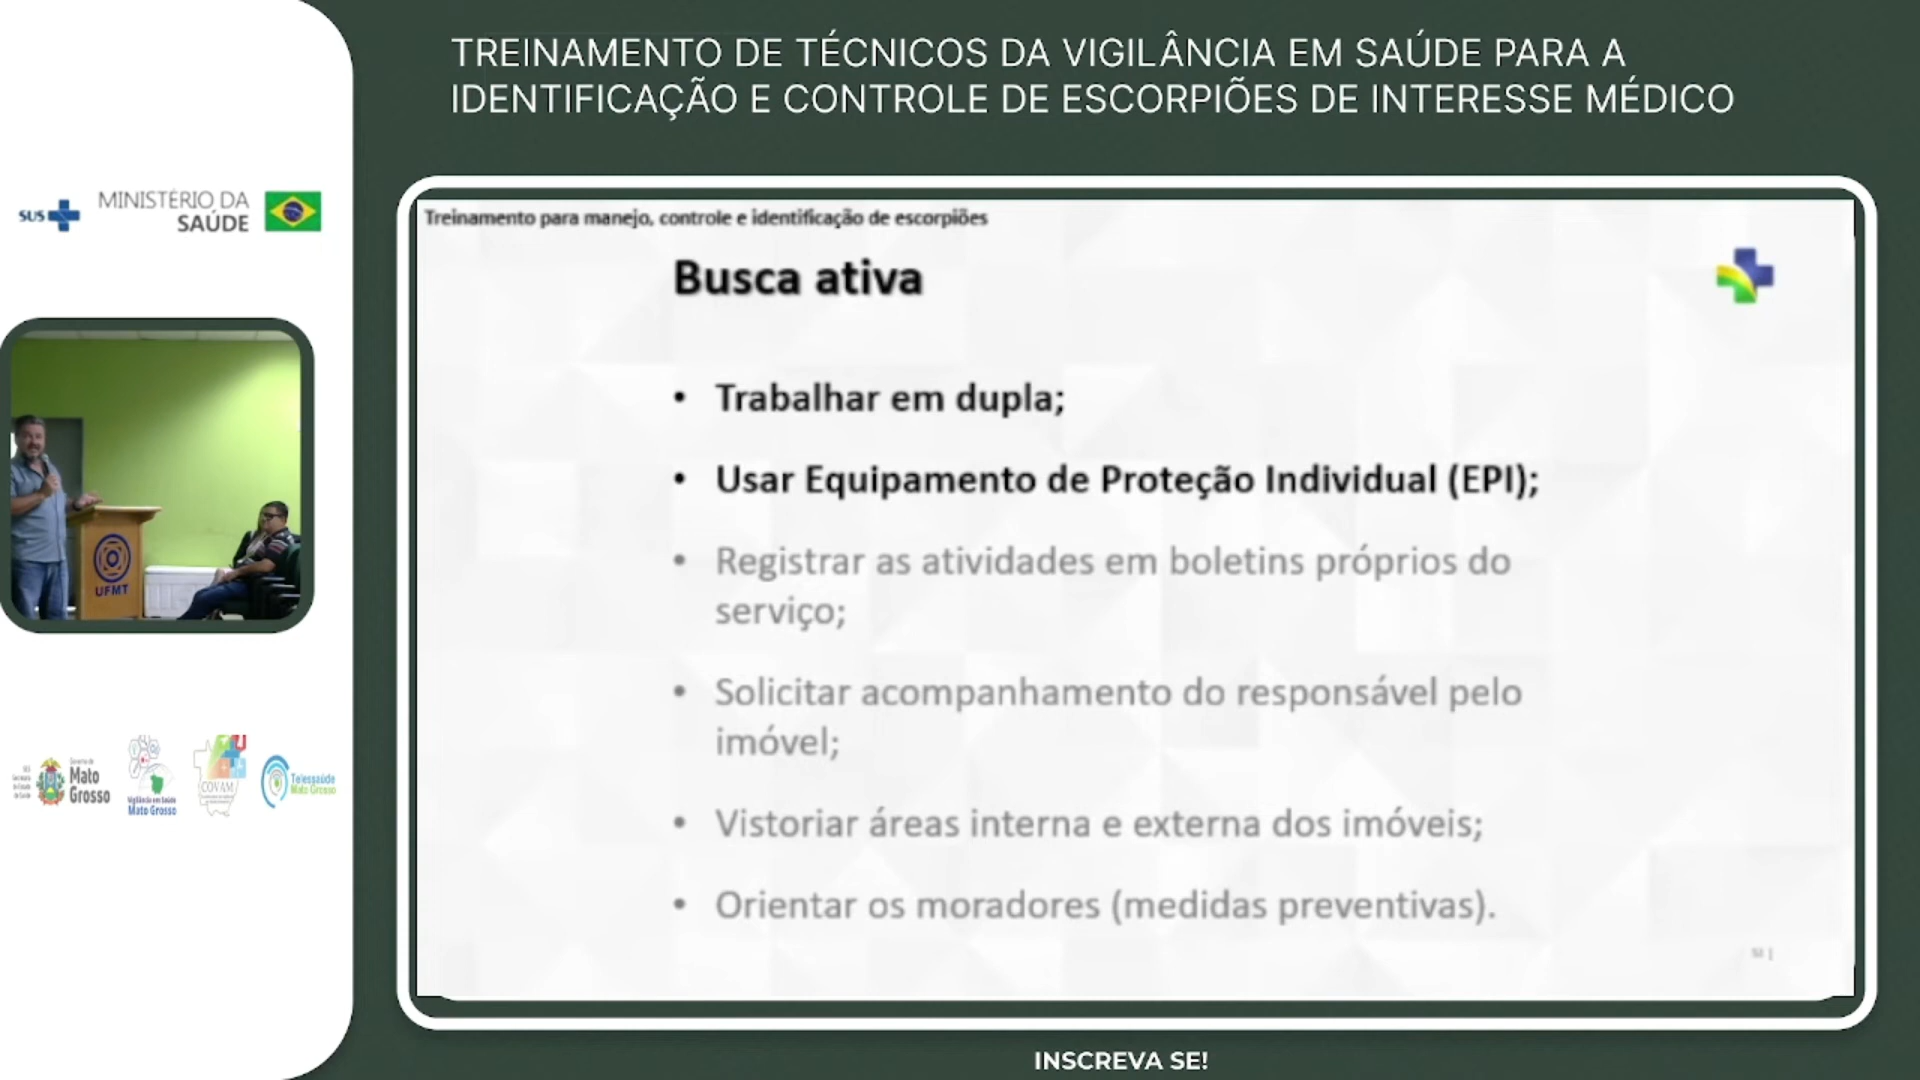 TREINAMENTO DE TÉCNICOS DA VIGILÂNCIA EM SAÚDE PARA A
IDENTIFICAÇÃO E CONTROLE DE ESCORPIÕES DE INTERESSE MÉDICO
SUS
MINISTÉRIO DA
SAÚDE
Treinamento para manejo, controle e identificação de escorpiões
Busca ativa
• Trabalhar em dupla;
• Usar Equipamento de Proteção Individual (EPI);
• Registrar as atividades em boletins próprios do
serviço;
• Solicitar acompanhamento do responsável pelo
imóvel;
• Vistoriar áreas interna e externa dos imóveis;
• Orientar os moradores (medidas preventivas).
UFMT
Governo de
Mato
Grosso
Vigilância em Saúde
Mato Grosso
COVAM
Telessaúde
Mato Grosso
INSCREVA SE!